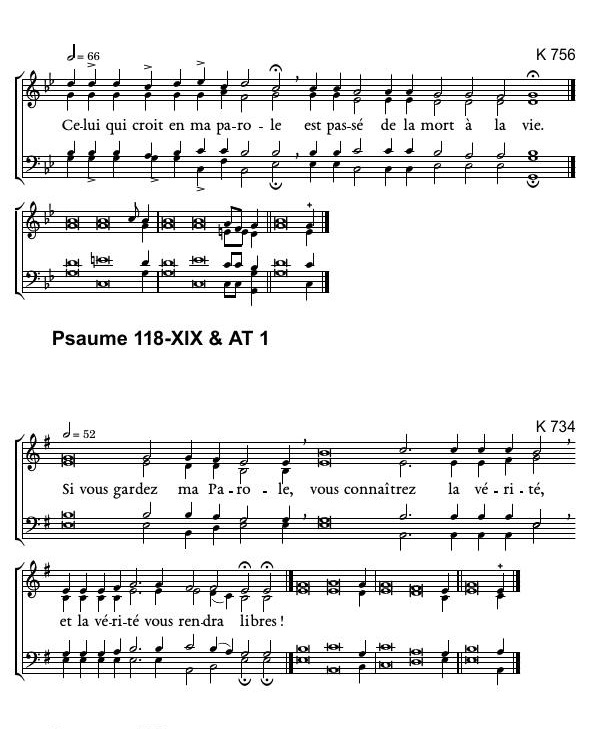 = 66
K 756
Ce-lui qui croit en ma pa-ro - le est pas-sé de la mort à la vie.
Psaume 118-XIX & AT 1
= 52
K 734
Si vous gardez ma Pa - ro - le, vous connaîtrez la vé - ri - té,
et la vé-ri-té vous ren-dra libres !